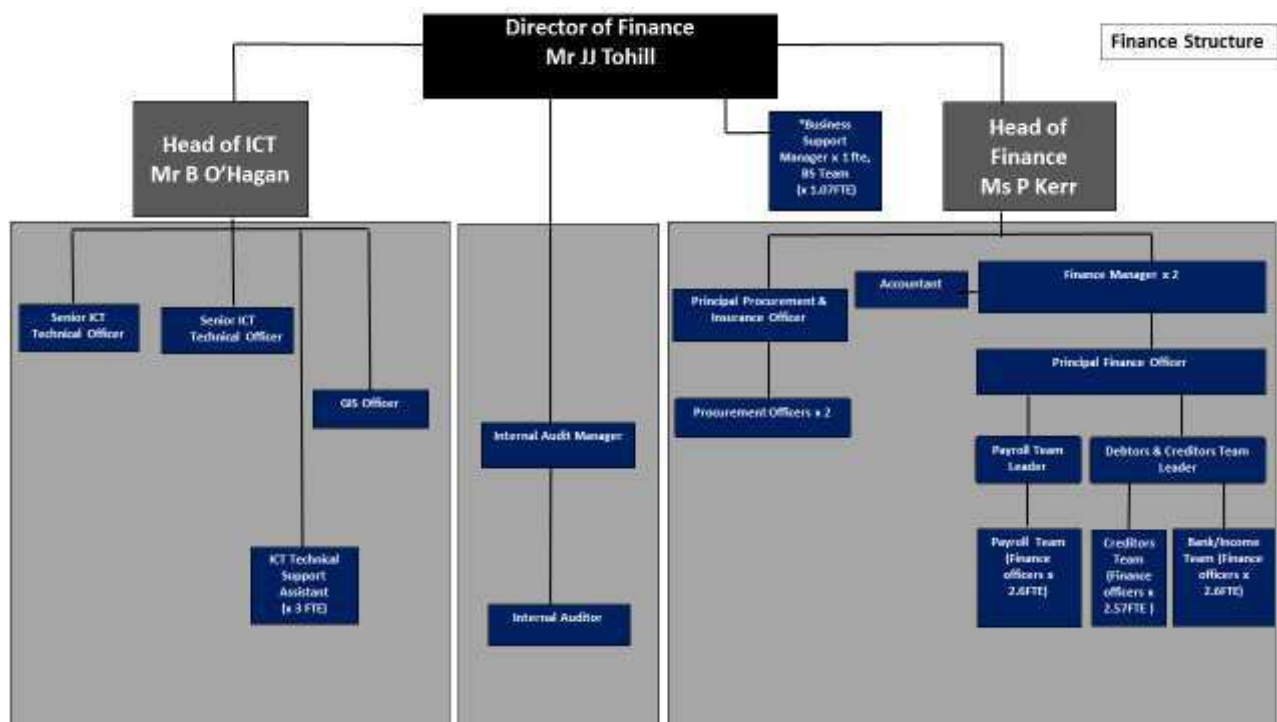 Director of Finance
Mr JJ Tohill
Finance Structure
Head of ICT
Mr B O'Hagan
*Business
Support
Manager x 1 fte,
BS Team
(x 1.07FTE)
Head of
Finance
Ms P Kerr
Senior ICT
Technical Officer
Senior ICT
Technical Officer
GIS Officer
ICT Technical
Support
Assistant
(x 3 FTE)
Internal Audit Manager
Internal Auditor
Principal Procurement &
Insurance Officer
Procurement Officers x 2
Accountant
Finance Manager x 2
Principal Finance Officer
Payroll Team
Leader
Debtors & Creditors Team
Leader
Payroll Team
(Finance
officers x
2.6FTE)
Creditors
Team
(Finance
officers x
2.57FTE )
Bank/Income
Team (Finance
officers x
2.6FTE)